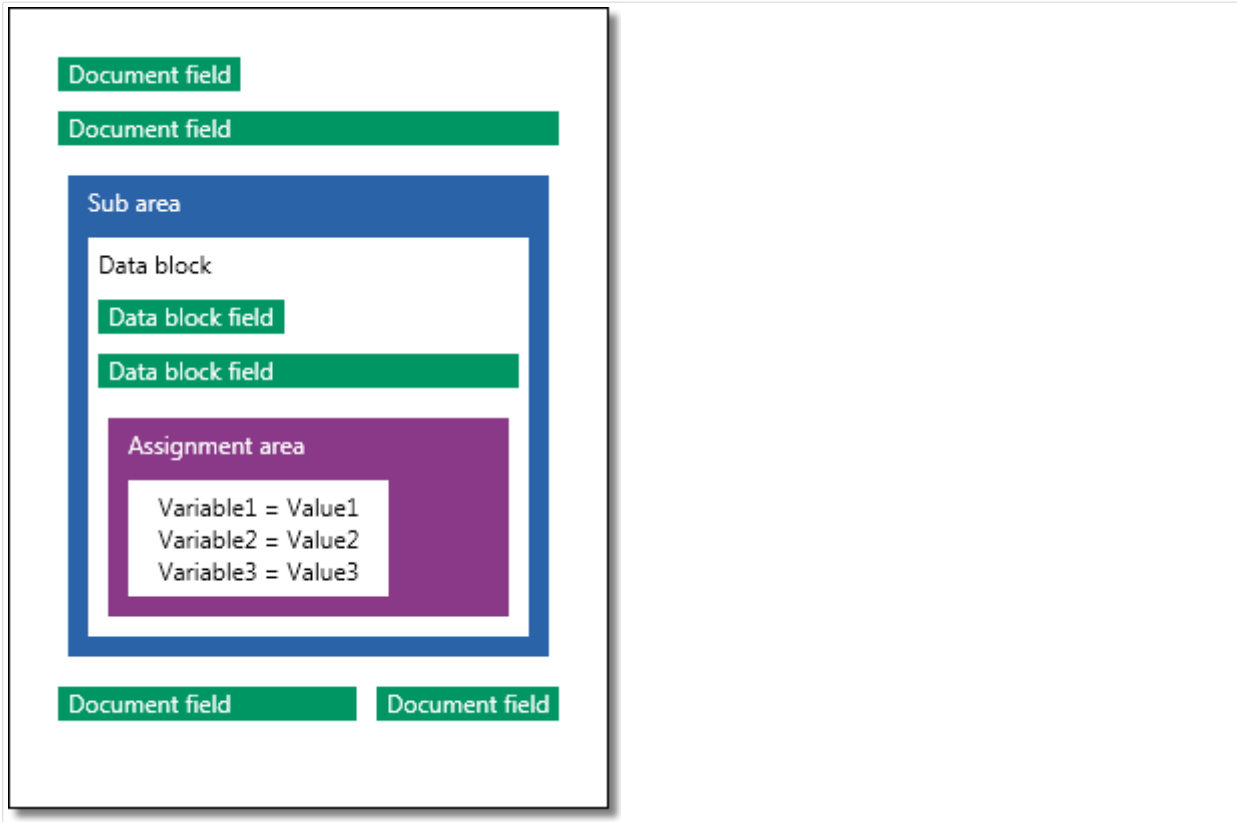 Document field
Document field
Sub area
Data block
Data block field
Data block field
Assignment area
Variable1 = Value1
Variable2 = Value2
Variable3 = Value3
Document field
Document field